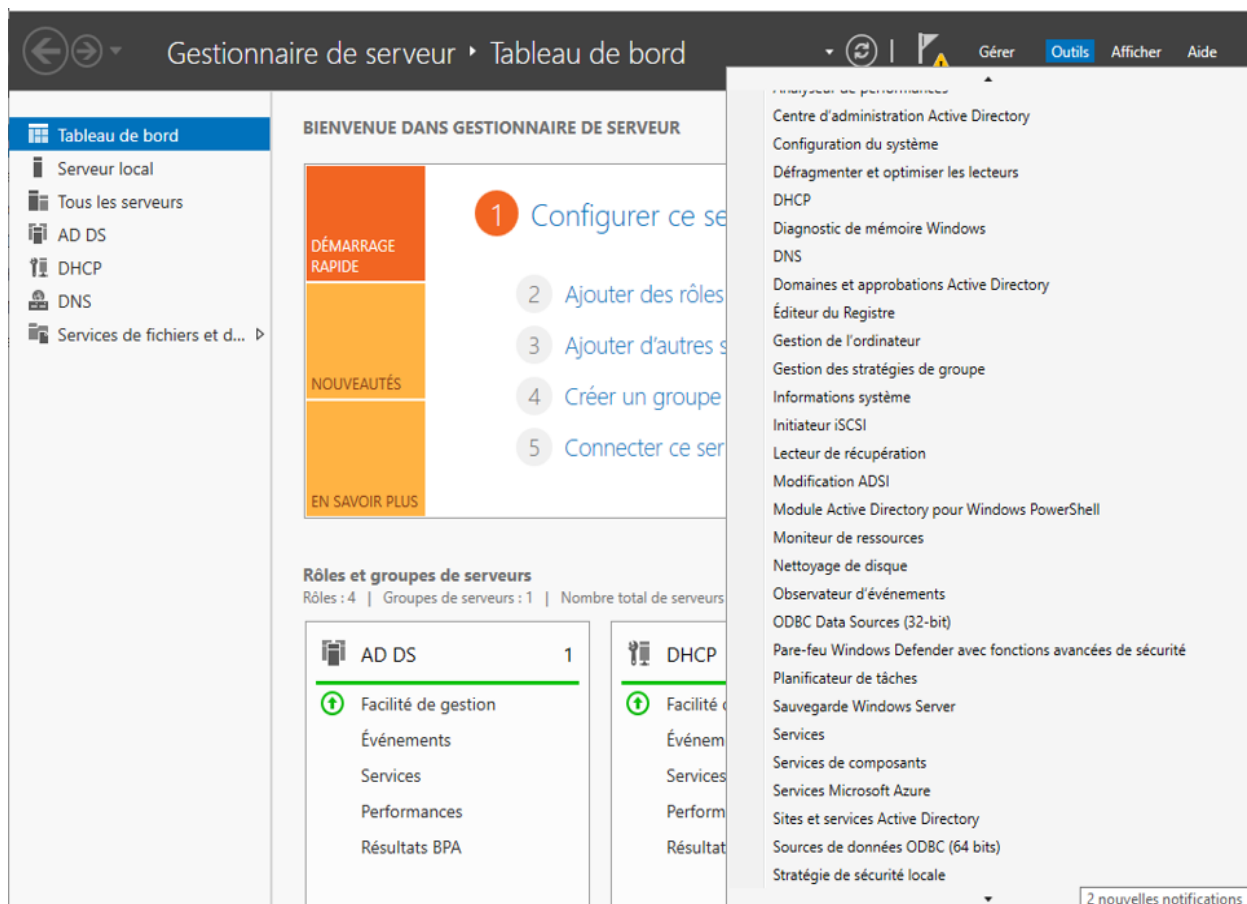 Gestionnaire de serveur ‣ Tableau de bord
Gérer
Outils
Afficher
Aide
Tableau de bord
Serveur local
Tous les serveurs
AD DS
DHCP
DNS
Services de fichiers et d...
BIENVENUE DANS GESTIONNAIRE DE SERVEUR
DÉMARRAGE
RAPIDE
NOUVEAUTÉS
EN SAVOIR PLUS
1 Configurer ce se
2 Ajouter des rôles
3 Ajouter d'autres s
4 Créer un groupe
5 Connecter ce ser
Rôles et groupes de serveurs
Rôles : 4 | Groupes de serveurs : 1 | Nombre total de serveurs
AD DS 1
Facilité de gestion
Événements
Services
Performances
Résultats BPA
DHCP
Facilité
Événem
Services
Perform
Résultat
Analyseur de performances
Centre d'administration Active Directory
Configuration du système
Défragmenter et optimiser les lecteurs
DHCP
Diagnostic de mémoire Windows
DNS
Domaines et approbations Active Directory
Éditeur du Registre
Gestion de l'ordinateur
Gestion des stratégies de groupe
Informations système
Initiateur iSCSI
Lecteur de récupération
Modification ADSI
Module Active Directory pour Windows PowerShell
Moniteur de ressources
Nettoyage de disque
Observateur d'événements
ODBC Data Sources (32-bit)
Pare-feu Windows Defender avec fonctions avancées de sécurité
Planificateur de tâches
Sauvegarde Windows Server
Services
Services de composants
Services Microsoft Azure
Sites et services Active Directory
Sources de données ODBC (64 bits)
Stratégie de sécurité locale
2 nouvelles notifications